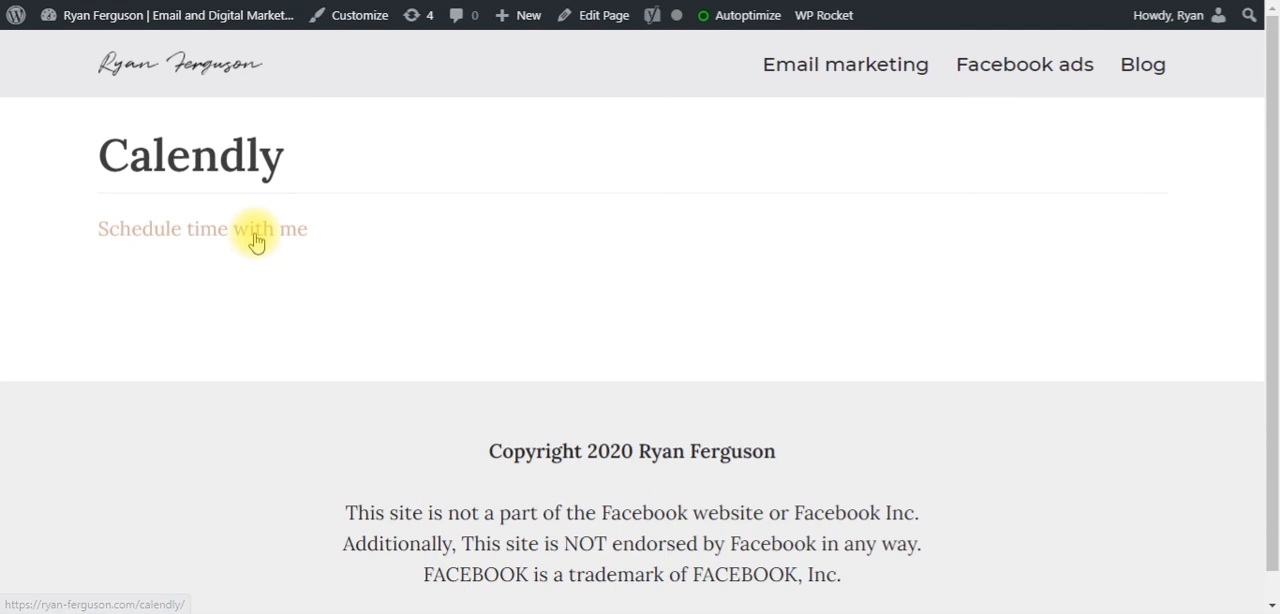 Ryan Ferguson | Email and Digital Market... Customize 4 0 New Edit Page Autoptimize WP Rocket Howdy, Ryan
Ryan Ferguson Email marketing Facebook ads Blog
Calendly
Schedule time with me
Copyright 2020 Ryan Ferguson
This site is not a part of the Facebook website or Facebook Inc.
Additionally, This site is NOT endorsed by Facebook in any way.
FACEBOOK is a trademark of FACEBOOK, Inc.
https://ryan-ferguson.com/calendly/